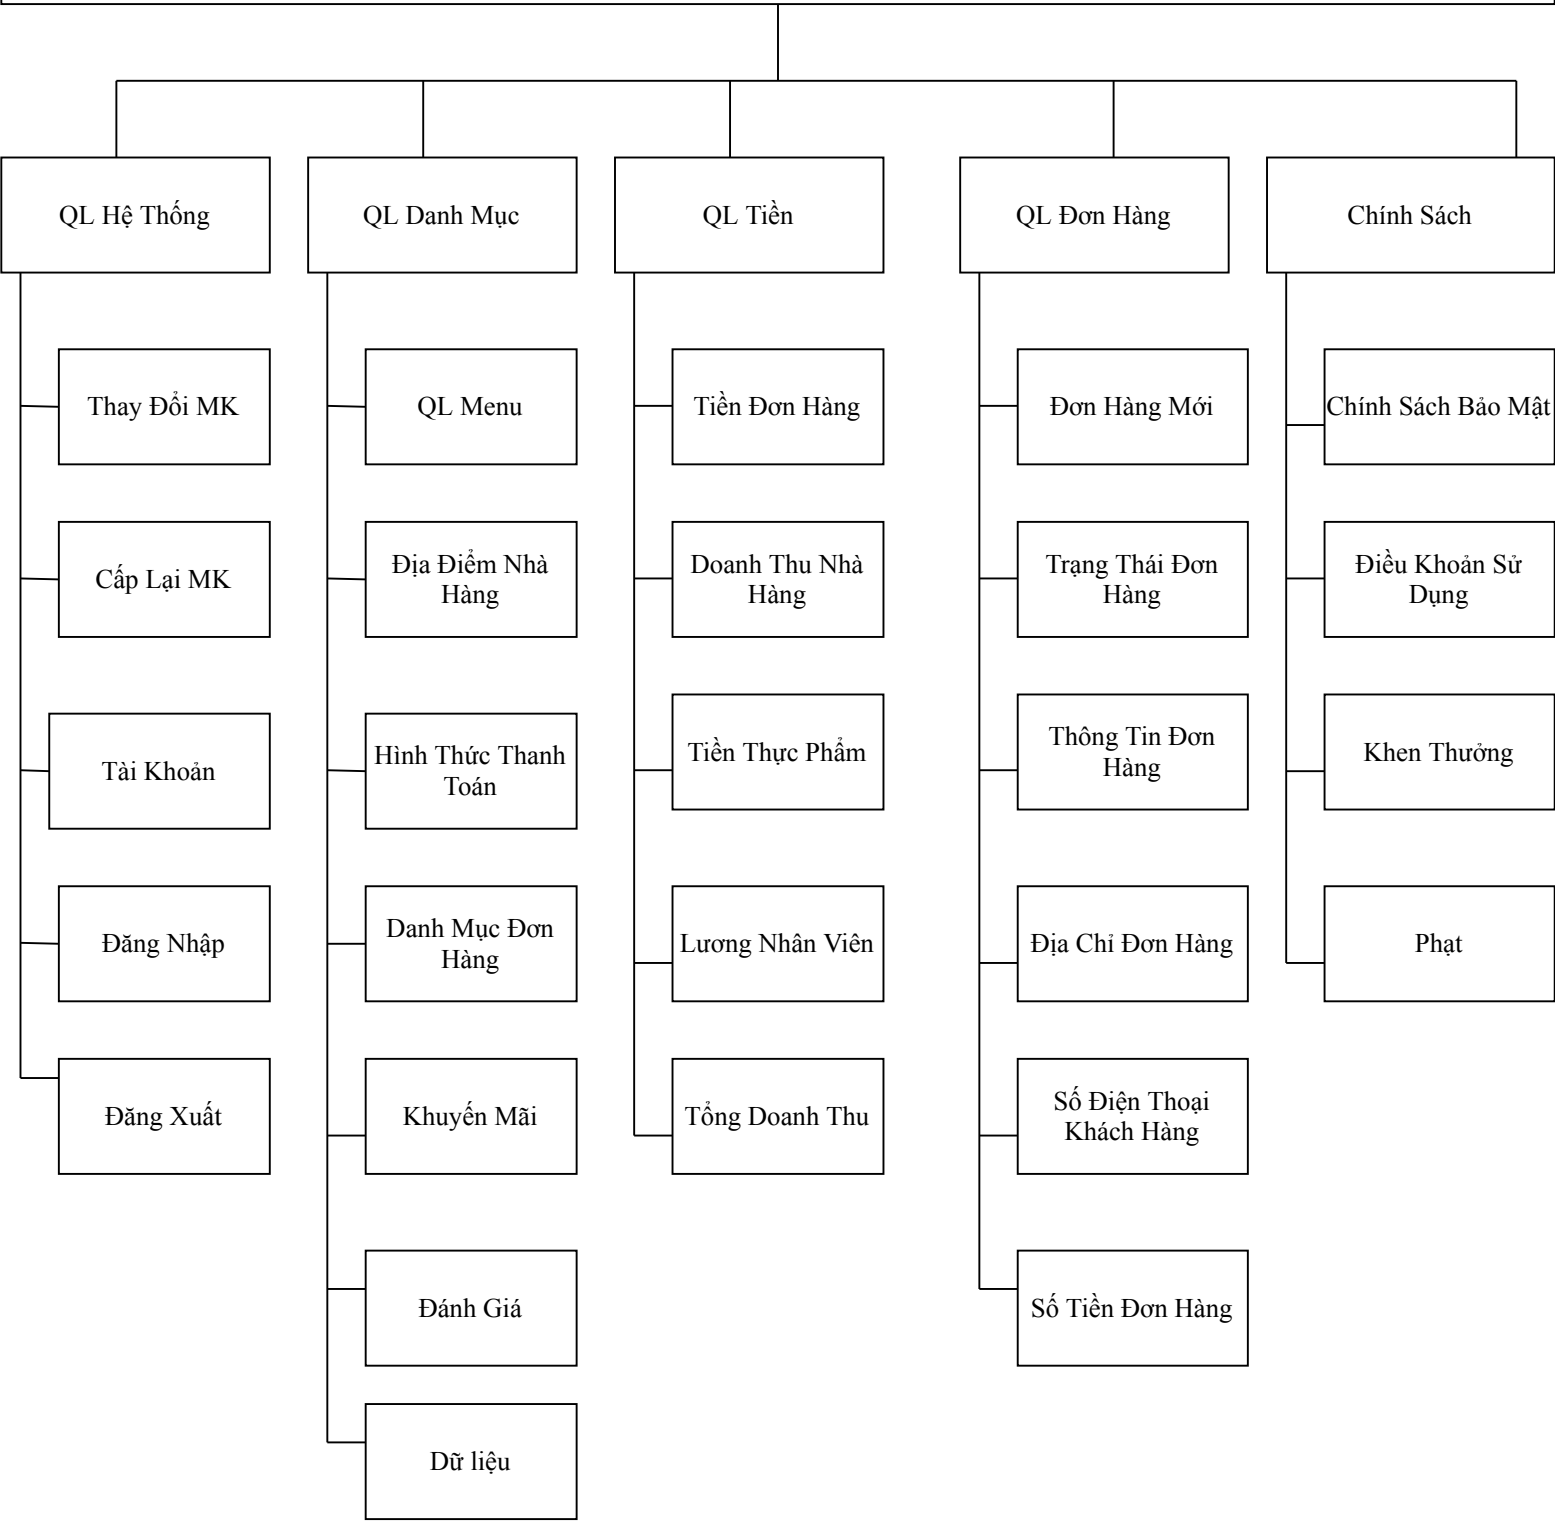 QL Hệ Thống
QL Danh Mục
QL Tiền
QL Đơn Hàng
Chính Sách
Thay Đổi MK
QL Menu
Tiền Đơn Hàng
Đơn Hàng Mới
Chính Sách Bảo Mật
Cấp Lại MK
Địa Điểm Nhà
Hàng
Doanh Thu Nhà
Hàng
Trạng Thái Đơn
Hàng
Điều Khoản Sử
Dụng
Tài Khoản
Hình Thức Thanh
Toán
Tiền Thực Phẩm
Thông Tin Đơn
Hàng
Khen Thưởng
Đăng Nhập
Danh Mục Đơn
Hàng
Lương Nhân Viên
Địa Chỉ Đơn Hàng
Phạt
Đăng Xuất
Khuyến Mãi
Tổng Doanh Thu
Số Điện Thoại
Khách Hàng
Đánh Giá
Số Tiền Đơn Hàng
Dữ liệu